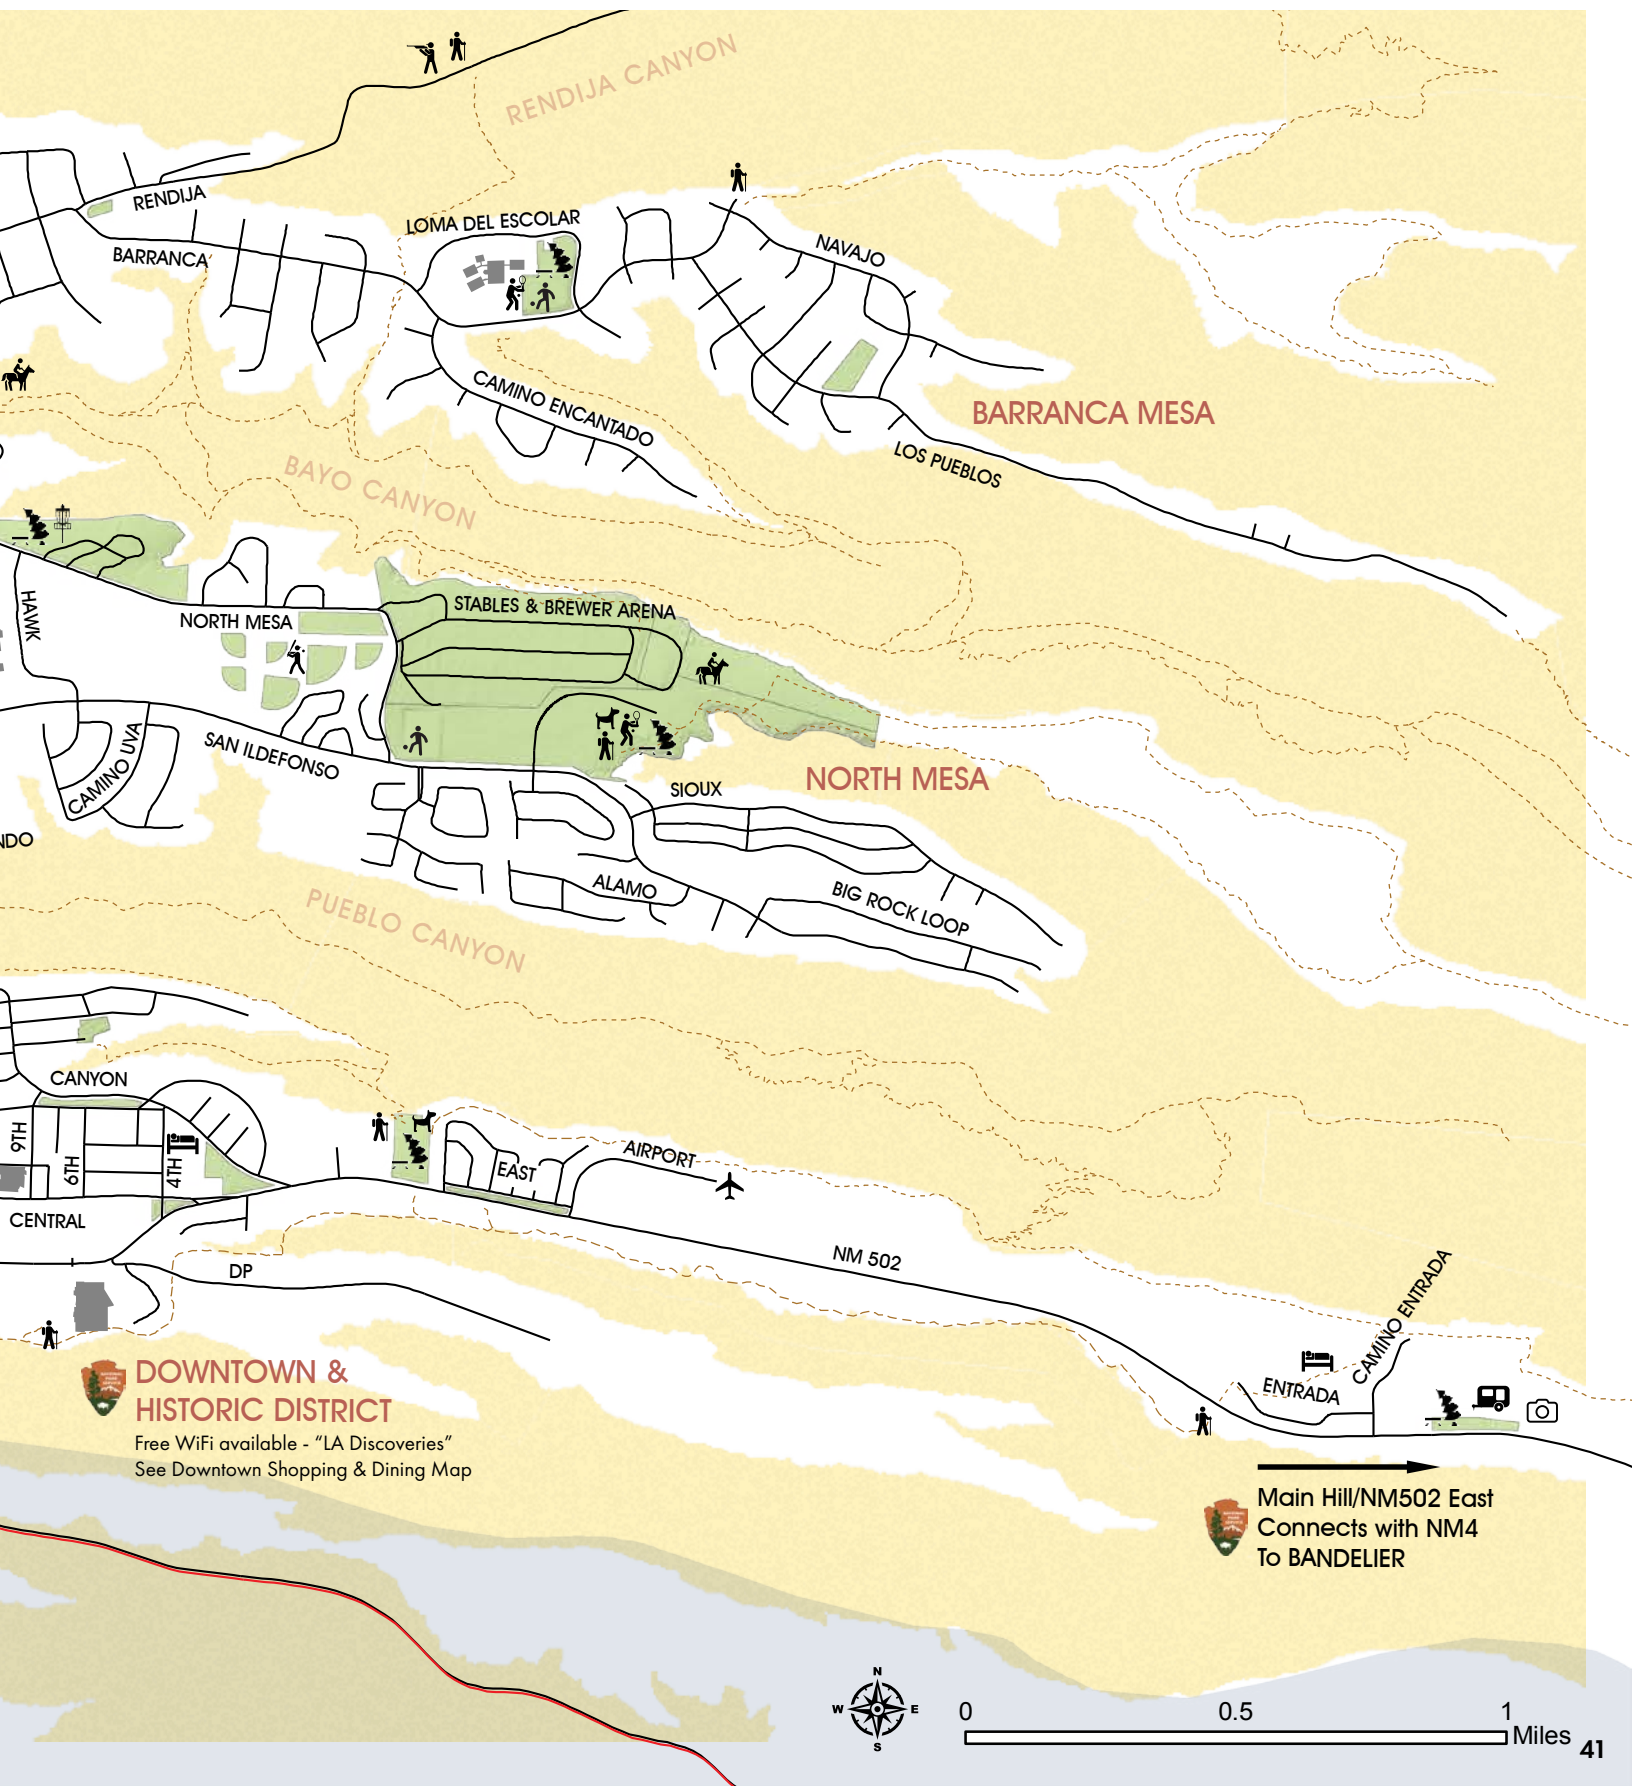 RENDIJA CANYON
RENDIJA
LOMA DEL ESCOLAR
BARRANCA
NAVAJO
CAMINO ENCANTADO
BARRANCA MESA
LOS PUEBLOS
BAYO CANYON
HAWK
NORTH MESA
STABLES & BREWER ARENA
CAMINO UVA
SAN ILDEFONSO
SIOUX
NORTH MESA
NDO
ALAMO
BIG ROCK LOOP
PUEBLO CANYON
CANYON
9TH
6TH
4TH
EAST
AIRPORT
CENTRAL
DP
NM 502
CAMINO ENTRADA
ENTRADA
DOWNTOWN &
HISTORIC DISTRICT
Free WiFi available - “LA Discoveries”
See Downtown Shopping & Dining Map
Main Hill/NM502 East
Connects with NM4
To BANDELIER
N
W E
S
0 0.5 1
Miles
41